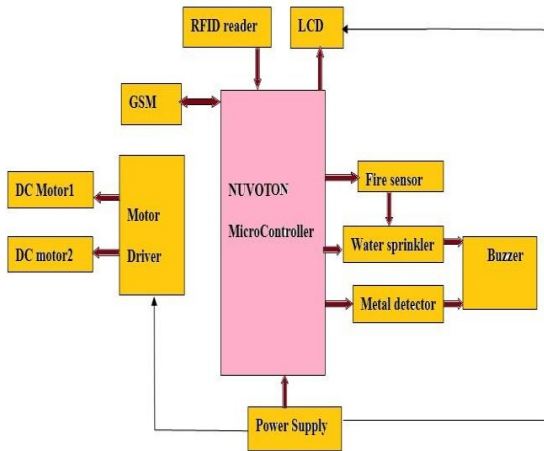 RFID reader
LCD
GSM
NUVOTON
MicroController
Fire sensor
DC Motor1
Motor
Driver
Water sprinkler
Buzzer
DC motor2
Metal detector
Power Supply